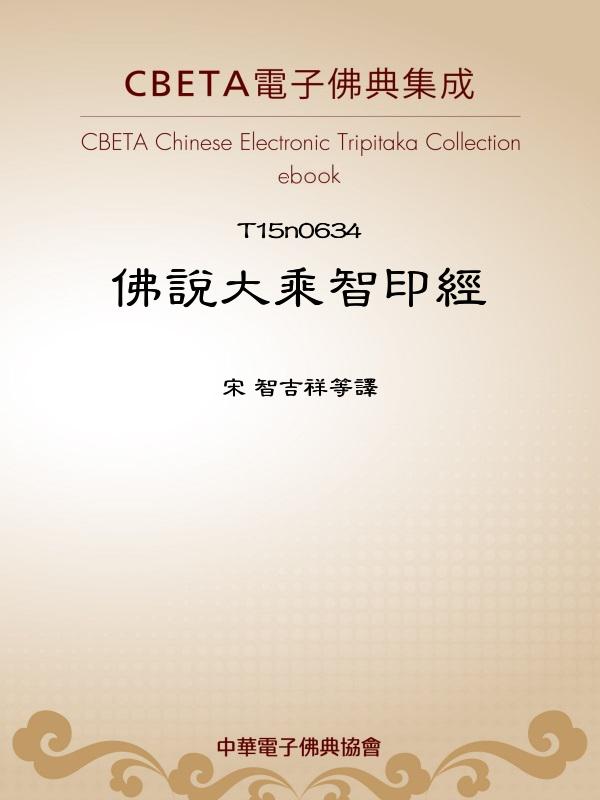 CBETA電子佛典集成
CBETA Chinese Electronic Tripitaka Collection
ebook
T15n0634
佛說大乘智印經
宋 智吉祥等譯
中華電子佛典協會